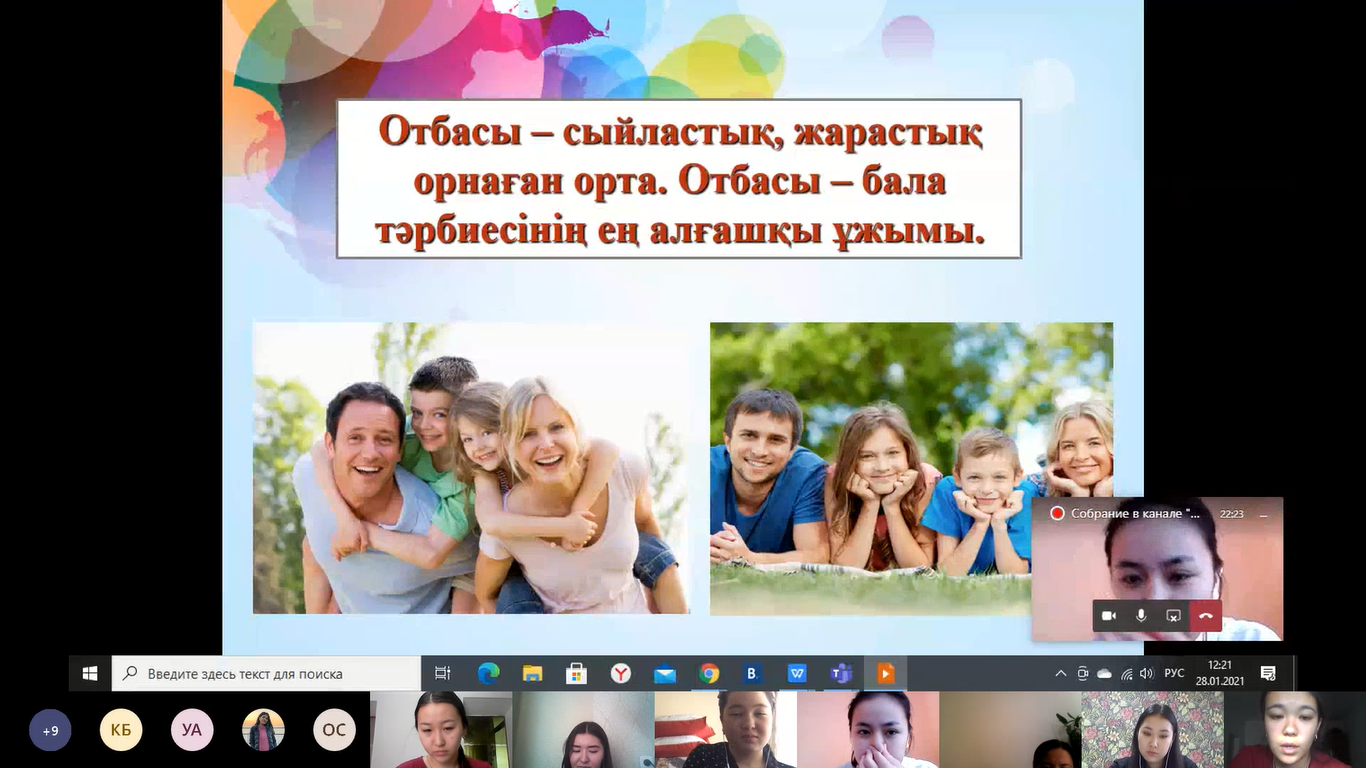 Отбасы – сыйластық, жарастық
орнаған орта. Отбасы – бала
тәрбиесінің ең алғашқы ұжымы.
Собрание в канале "...
22:23
Введите здесь текст для поиска
РУС
12:21
28.01.2021
+9
КБ
УА
ОС